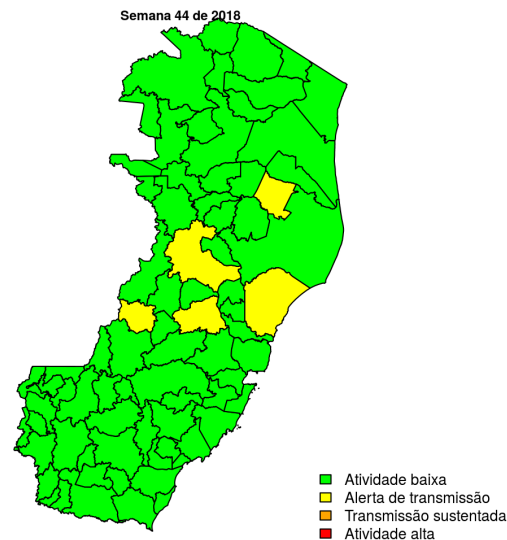 Semana 44 de 2018
Atividade baixa
Alerta de transmissão
Transmissão sustentada
Atividade alta